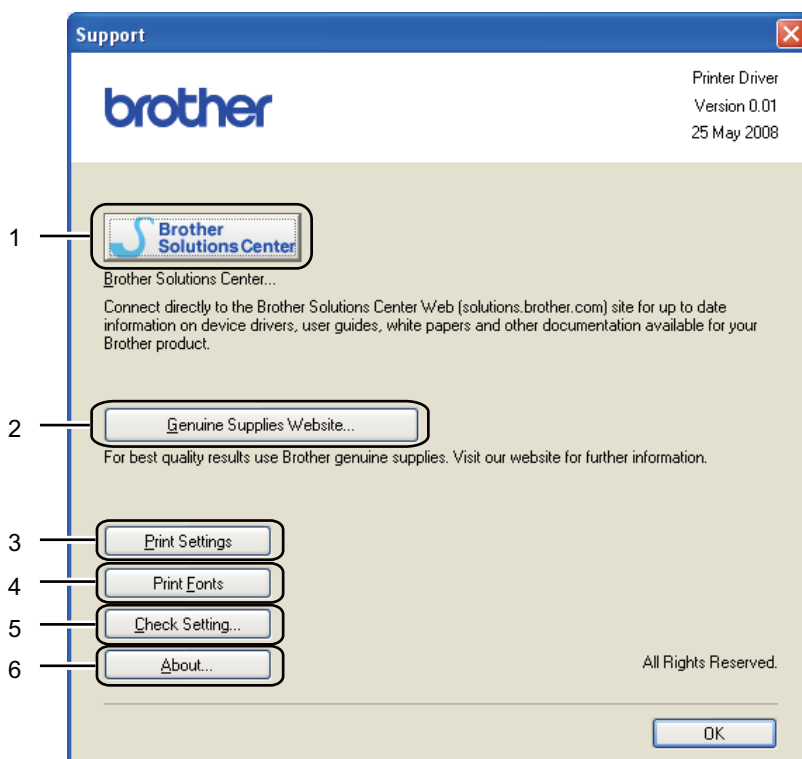 Support
brother
Printer Driver
Version 0.01
25 May 2008
1
Brother
Solutions Center
Brother Solutions Center...
Connect directly to the Brother Solutions Center Web (solutions.brother.com) site for up to date
information on device drivers, user guides, white papers and other documentation available for your
Brother product.
2
Genuine Supplies Website...
For best quality results use Brother genuine supplies. Visit our website for further information.
3
Print Settings
4
Print Fonts
5
Check Setting...
6
About...
All Rights Reserved.
OK